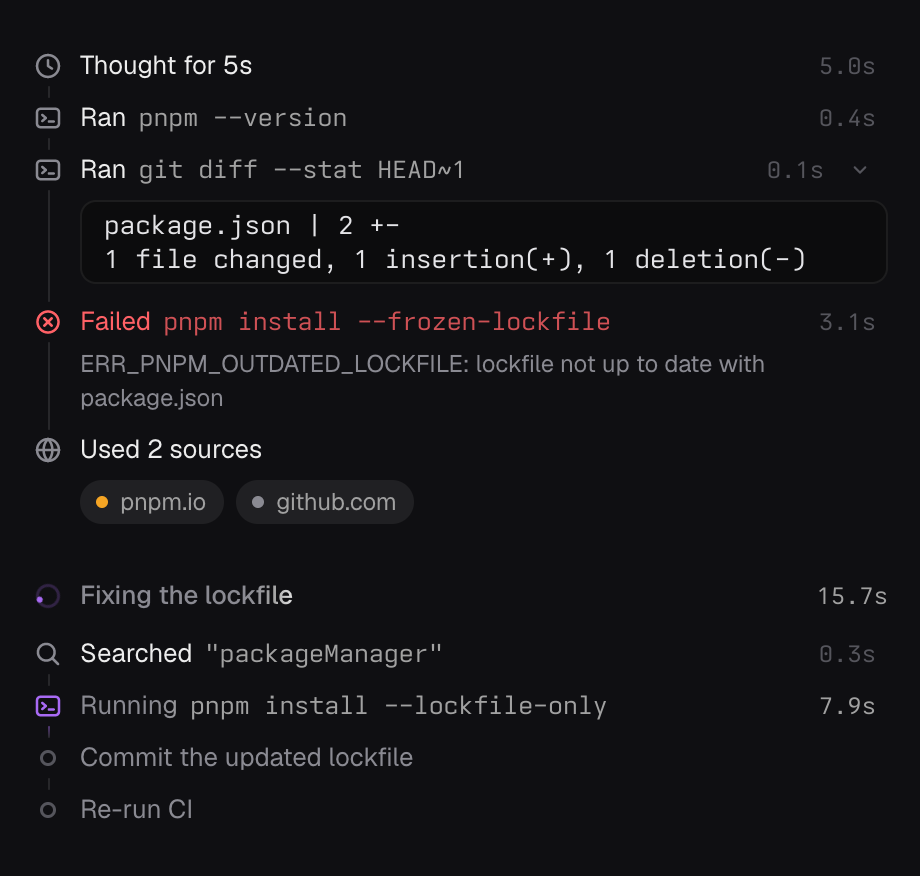 Thought for 5s 5.0s
Ran pnpm --version 0.4s
Ran git diff --stat HEAD~1 0.1s
package.json | 2 +-
1 file changed, 1 insertion(+), 1 deletion(-)
Failed pnpm install --frozen-lockfile 3.1s
ERR_PNPM_OUTDATED_LOCKFILE: lockfile not up to date with
package.json
Used 2 sources
pnpm.io github.com
Fixing the lockfile 15.7s
Searched "packageManager" 0.3s
Running pnpm install --lockfile-only 7.9s
Commit the updated lockfile
Re-run CI